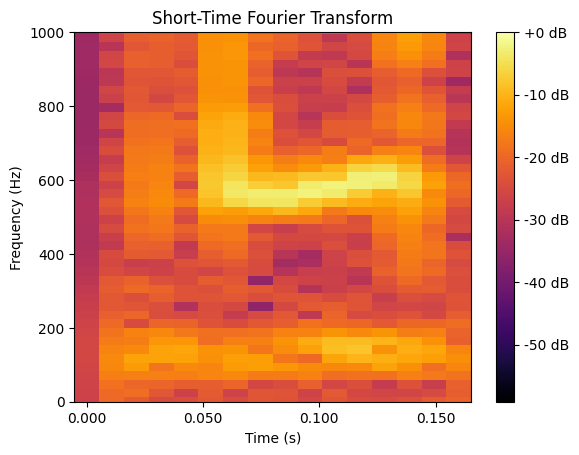 Short-Time Fourier Transform
1000
800
600
400
200
0
Frequency (Hz)
0.000
0.050
0.100
0.150
Time (s)
+0 dB
-10 dB
-20 dB
-30 dB
-40 dB
-50 dB